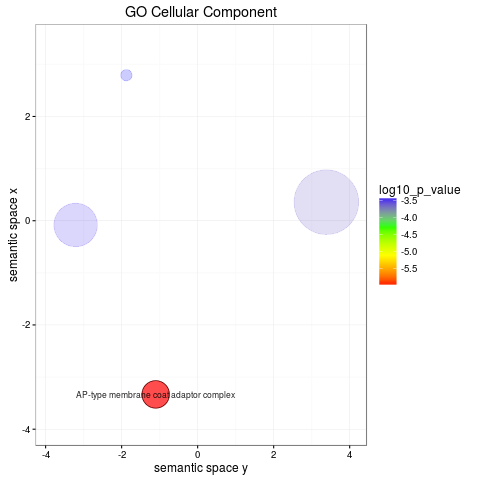 GO Cellular Component
semantic space x
2
0
-2
-4
-4
-2
0
2
4
semantic space y
AP-type membrane coat adaptor complex
log10_p_value
-3.5
-4.0
-4.5
-5.0
-5.5